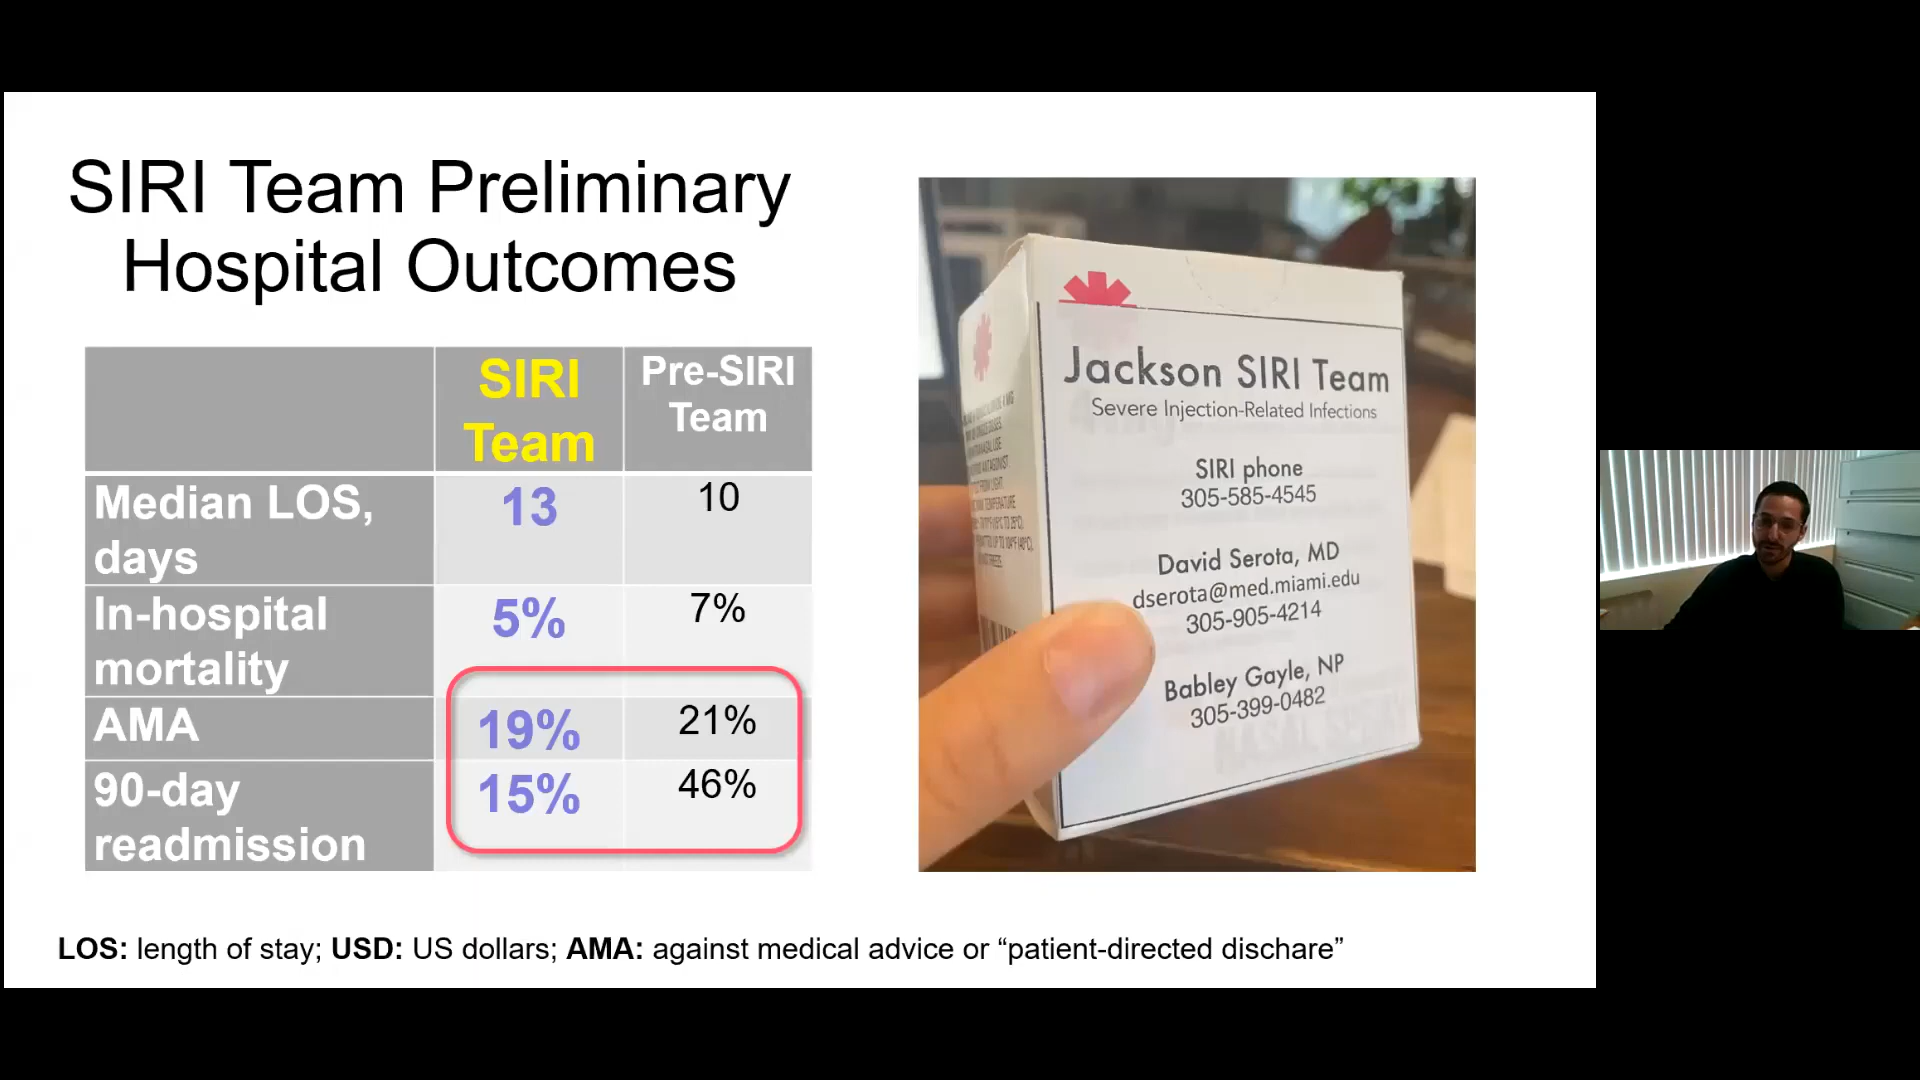 SIRI Team Preliminary
Hospital Outcomes
SIRI Team
Pre-SIRI Team
Median LOS, days
13
10
In-hospital mortality
5%
7%
AMA
19%
21%
90-day readmission
15%
46%
LOS: length of stay; USD: US dollars; AMA: against medical advice or “patient-directed dischare”
Jackson SIRI Team
Severe Injection-Related Infections
SIRI phone
305-585-4545
David Serota, MD
dserota@med.miami.edu
305-905-4214
Babley Gayle, NP
305-399-0482
NASAL SPRAY